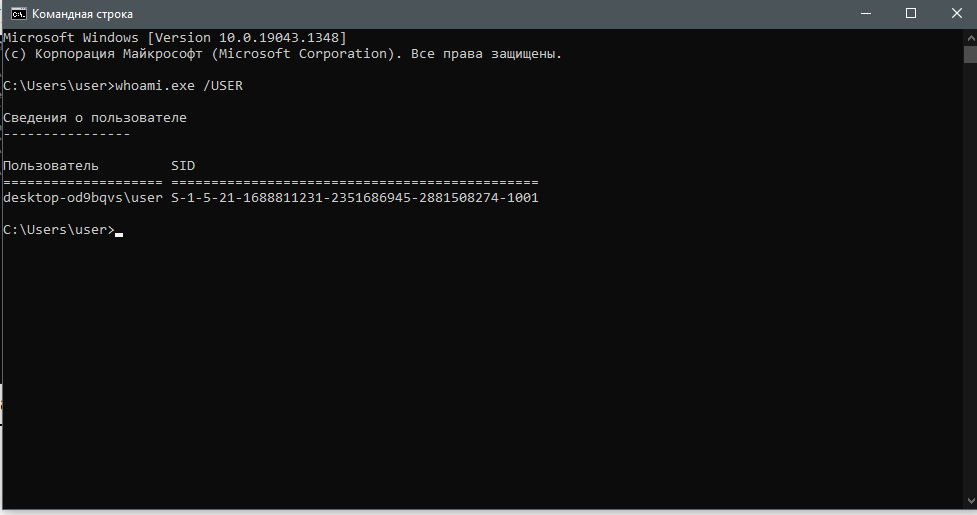 Командная строка
Microsoft Windows [Version 10.0.19043.1348]
(c) Корпорация Майкрософт (Microsoft Corporation). Все права защищены.
C:\Users\user>whoami.exe /USER
Сведения о пользователе
----------------
Пользователь SID
==================== ==============================================
desktop-od9bqvs\user S-1-5-21-1688811231-2351686945-2881508274-1001
C:\Users\user>